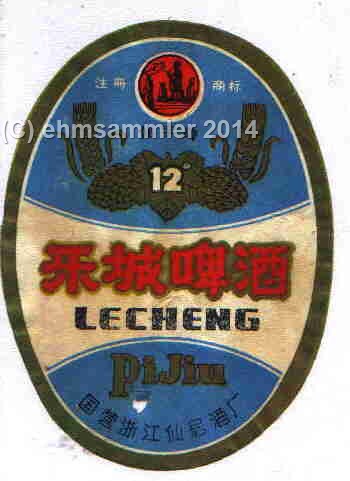 注册 商标
(c) ehmsammler 2014
12°
乐城啤酒
LECHENG
PiJiu
国营浙江仙居酒厂